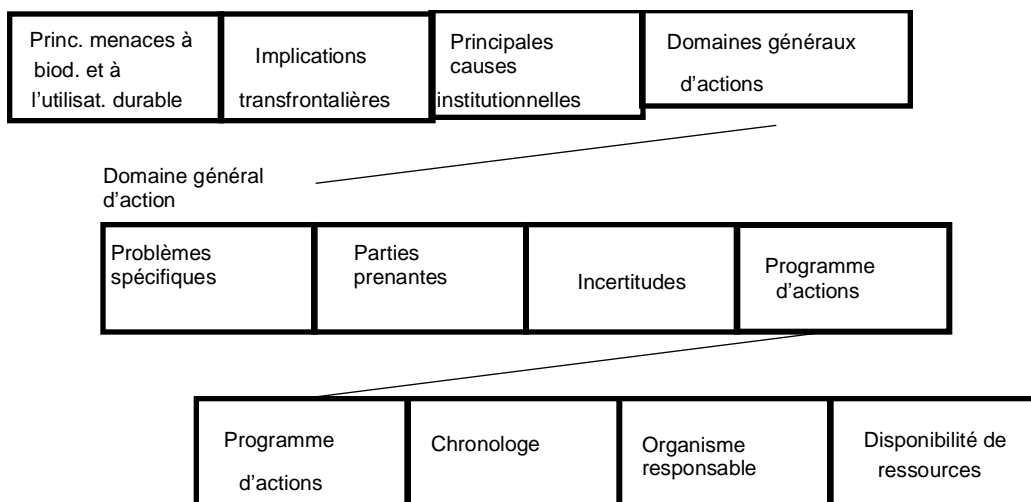 Princ. menaces à
biod. et à
l’utilisat. durable
Implications
transfrontalières
Principales
causes
institutionnelles
Domaines généraux
d’actions
Domaine général
d’action
Problèmes
spécifiques
Parties
prenantes
Incertitudes
Programme
d’actions
Programme
d’actions
Chronologe
Organisme
responsable
Disponibilité de
ressources